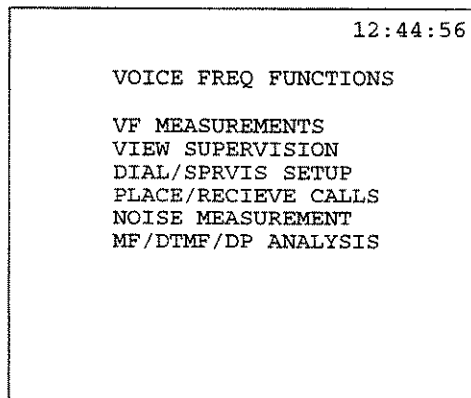 12:44:56
VOICE FREQ FUNCTIONS
VF MEASUREMENTS
VIEW SUPERVISION
DIAL/SPRVIS SETUP
PLACE/RECIEVE CALLS
NOISE MEASUREMENT
MF/DTMF/DP ANALYSIS